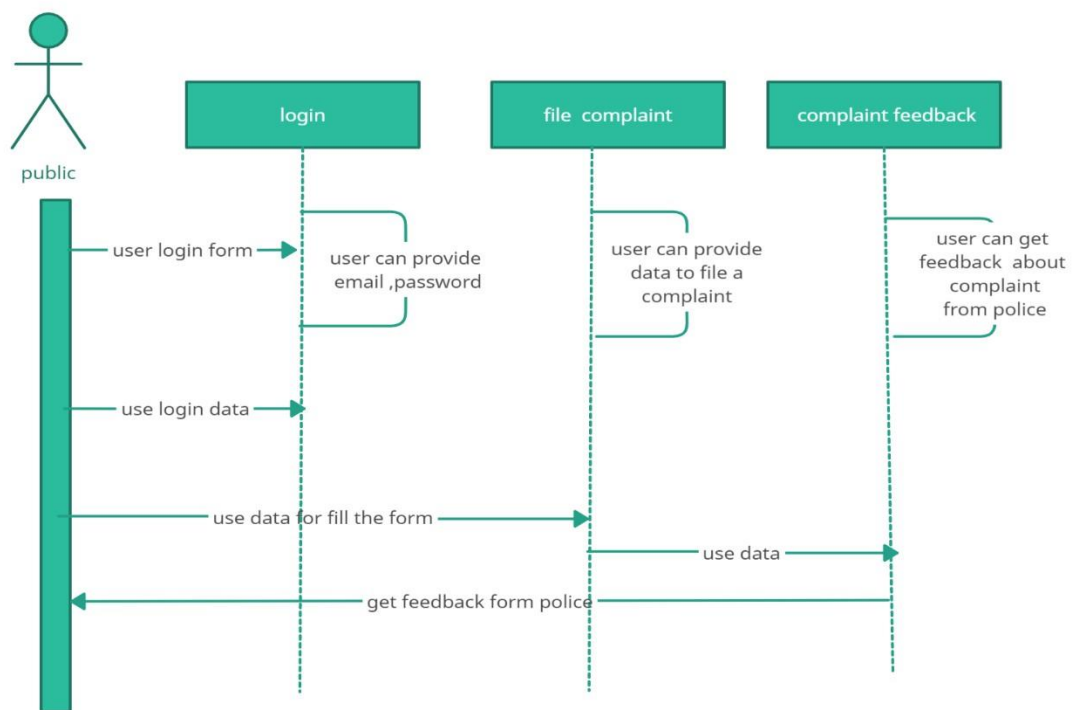 login
file complaint
complaint feedback
public
user login form
user can provide
email ,password
user can provide
data to file a
complaint
user can get
feedback about
complaint
from police
use login data
use data for fill the form
use data
get feedback form police